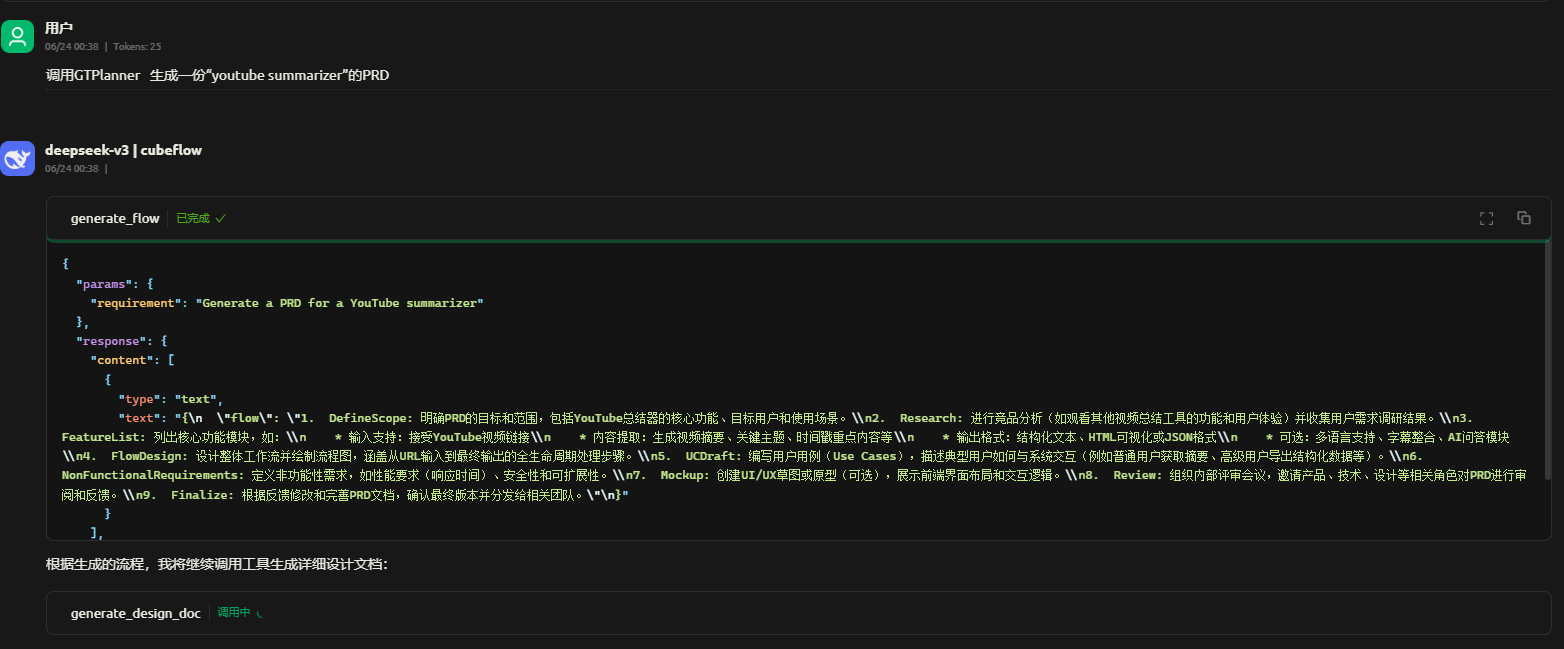 用户
06/24 00:38 | Tokens: 25
调用GTPlanner 生成一份“youtube summarizer”的PRD
deepseek-v3 | cubeflow
06/24 00:38 |
generate_flow 已完成
{
"params": {
"requirement": "Generate a PRD for a YouTube summarizer"
},
"response": {
"content": [
{
"type": "text",
"text": "{\n  \"flow\": \"1.  DefineScope: 明确PRD的目标和范围，包括YouTube总结器的核心功能、目标用户和使用场景。\\n2.  Research: 进行竞品分析（如观看其他视频总结工具的功能和用户体验）并收集用户需求调研结果。\\n3.
FeatureList: 列出核心功能模块，如：\\n    * 输入支持：接受YouTube视频链接\\n    * 内容提取：生成视频摘要、关键主题、时间戳重点内容等\\n    * 输出格式：结构化文本、HTML可视化或JSON格式\\n    * 可选：多语言支持、字幕整合、AI问答模块
\\n4.  FlowDesign: 设计整体工作流并绘制流程图，涵盖从URL输入到最终输出的全生命周期处理步骤。\\n5.  UCDraft: 编写用户用例（Use Cases），描述典型用户如何与系统交互（例如普通用户获取摘要、高级用户导出结构化数据等）。\\n6.
NonFunctionalRequirements: 定义非功能性需求，如性能要求（响应时间）、安全性和可扩展性。\\n7.  Mockup: 创建UI/UX草图或原型（可选），展示前端界面布局和交互逻辑。\\n8.  Review: 组织内部评审会议，邀请产品、技术、设计等相关角色对PRD进行审
阅和反馈。\\n9.  Finalize: 根据反馈修改和完善PRD文档，确认最终版本并分发给相关团队。\"\n}"
}
],
根据生成的流程，我将继续调用工具生成详细设计文档：
generate_design_doc 调用中